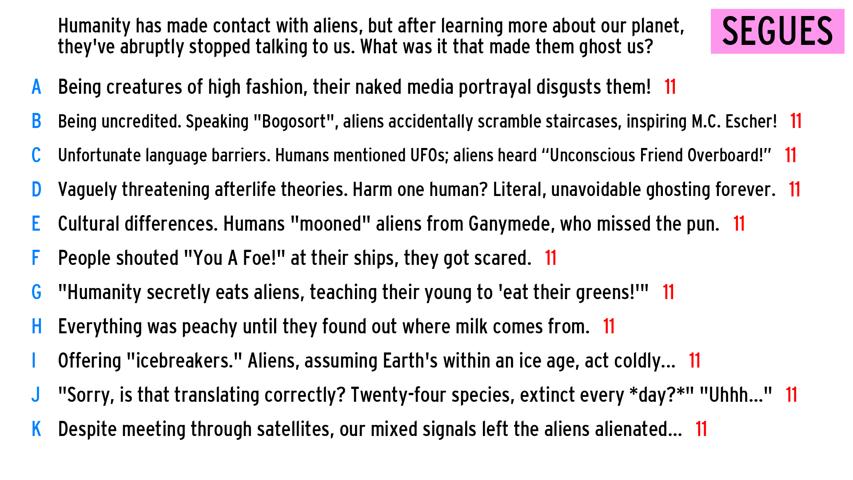 Humanity has made contact with aliens, but after learning more about our planet,
they've abruptly stopped talking to us. What was it that made them ghost us?
SEGUES
A Being creatures of high fashion, their naked media portrayal disgusts them! 11
B Being uncredited. Speaking "Bogosort", aliens accidentally scramble staircases, inspiring M.C. Escher! 11
C Unfortunate language barriers. Humans mentioned UFOs; aliens heard “Unconscious Friend Overboard!” 11
D Vaguely threatening afterlife theories. Harm one human? Literal, unavoidable ghosting forever. 11
E Cultural differences. Humans "mooned" aliens from Ganymede, who missed the pun. 11
F People shouted "You A Foe!" at their ships, they got scared. 11
G "Humanity secretly eats aliens, teaching their young to 'eat their greens!'" 11
H Everything was peachy until they found out where milk comes from. 11
I Offering "icebreakers." Aliens, assuming Earth's within an ice age, act coldly... 11
J "Sorry, is that translating correctly? Twenty-four species, extinct every *day?*" "Uhhh..." 11
K Despite meeting through satellites, our mixed signals left the aliens alienated... 11